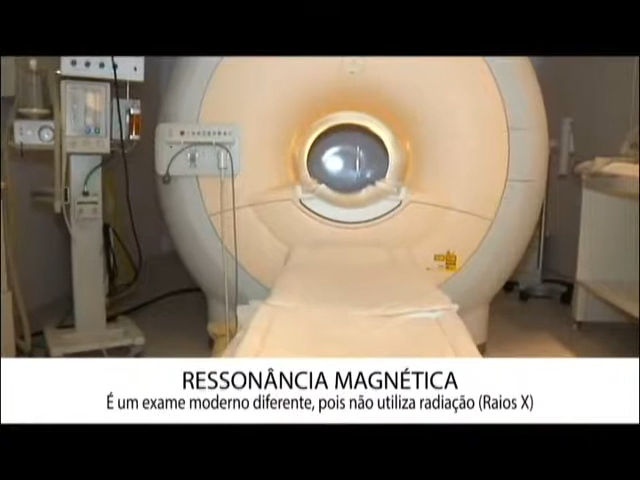 RESSONÂNCIA MAGNÉTICA
É um exame moderno diferente, pois não utiliza radiação (Raios X)